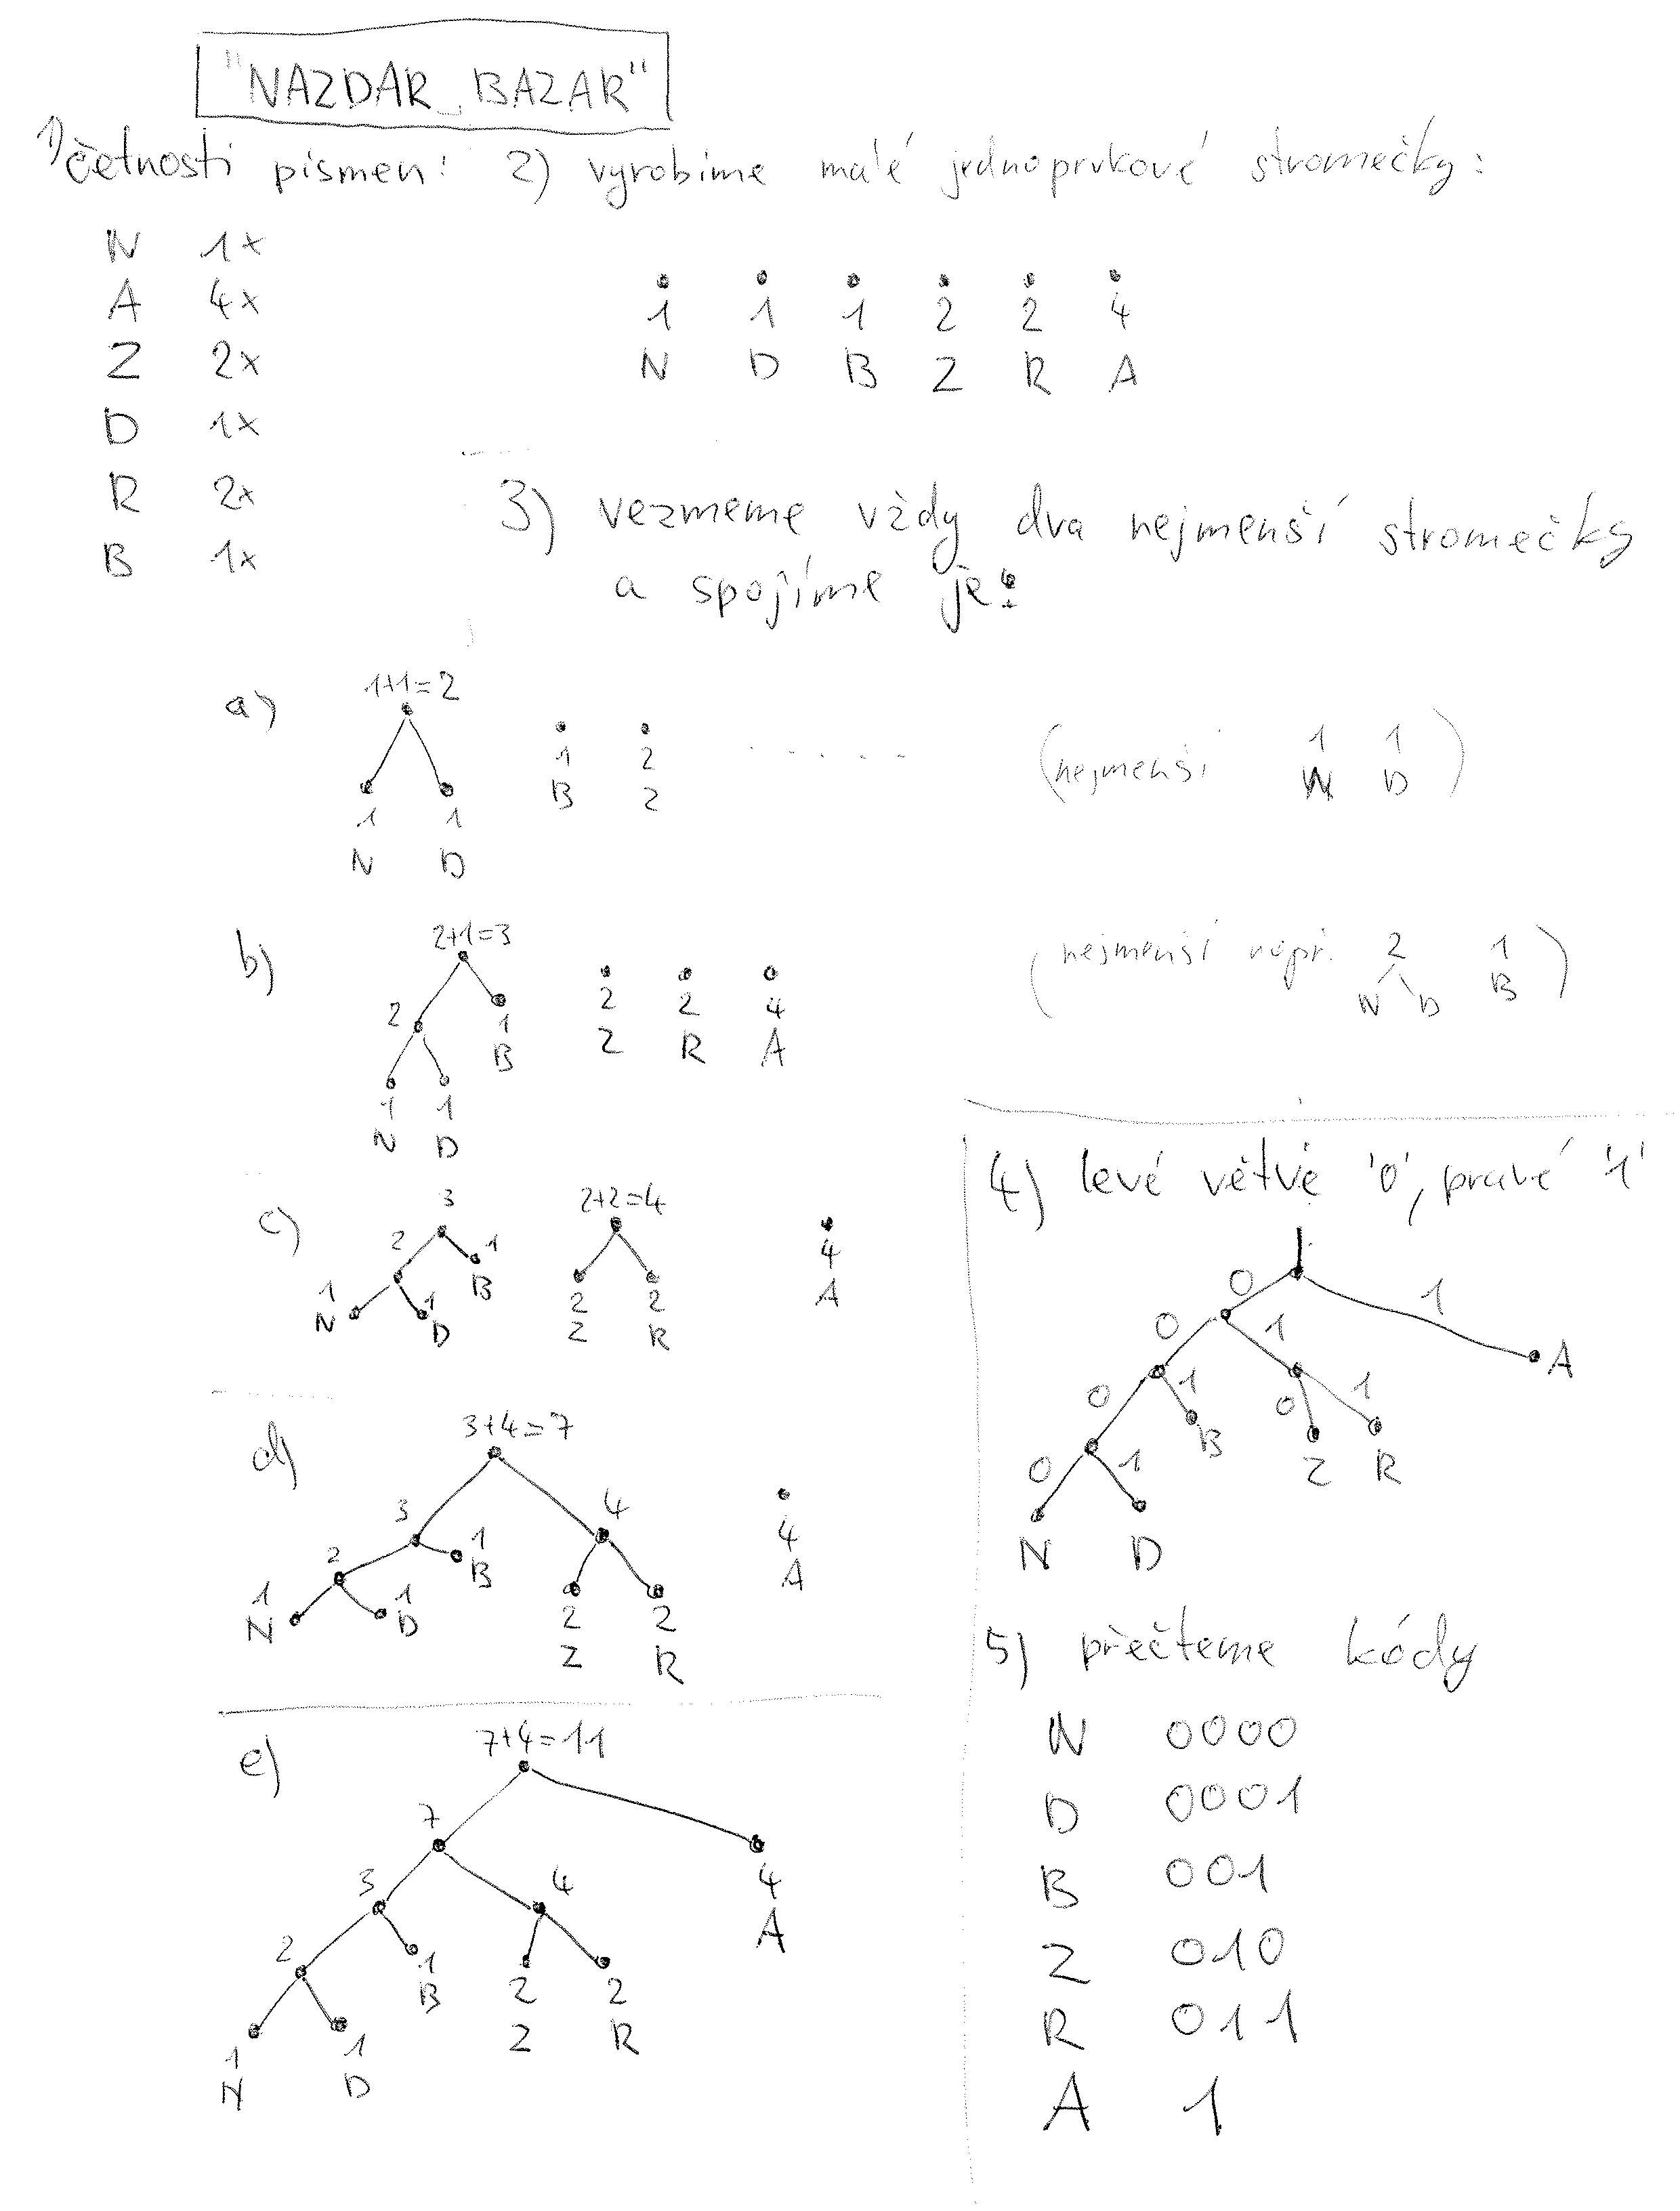 "NAZDAR_BAZAR"
1) četnosti písmen:
N 1x
A 4x
Z 2x
D 1x
R 2x
B 1x
2) vyrobíme malé jednoprvkové stromečky:
1 1 1 2 2 4
N D B Z R A
3) vezmeme vždy dva nejmenší stromečky
a spojíme je:
a) 1+1=2
1 2 . . . . .
B Z
1 1
N D
(nejmenší 1 1
N D)
b) 2+1=3
2 1 2 2 4
B Z R A
1 1
N D
(nejmenší např. 2 1
N D B)
c) 3 2+2=4
2 1 4
B A
1 1 2 2
N D Z R
d) 3+4=7
3 4 4
2 1 A
B
1 1 2 2
N D Z R
e) 7+4=11
7
3 4 4
A
2 1 2 2
B Z R
1 1
N D
4) levé větve '0', pravé '1'
0 1
0 1 A
0 1 0 1
B Z R
0 1
N D
5) přečteme kódy
N 0000
D 0001
B 001
Z 010
R 011
A 1